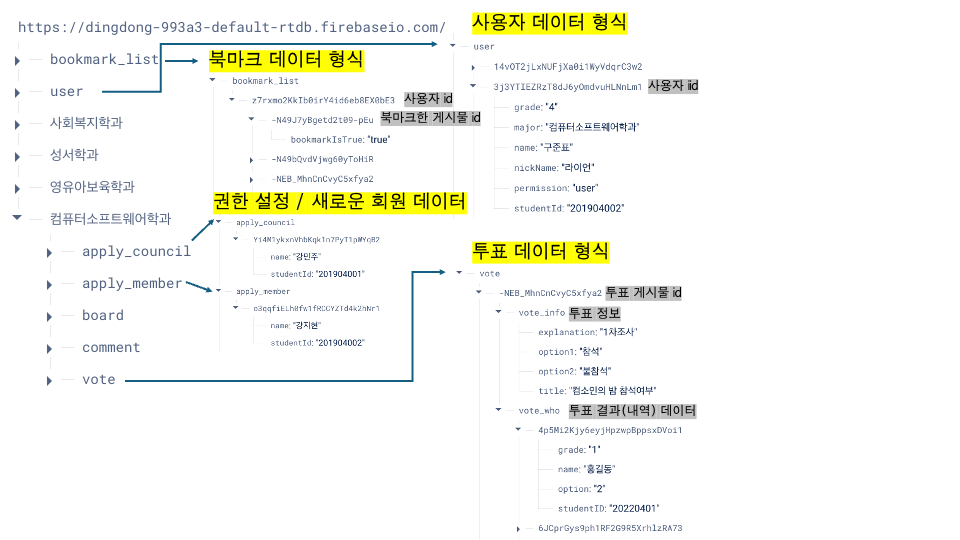 https://dingdong-993a3-default-rtdb.firebaseio.com/
bookmark_list
user
사회복지학과
성서학과
영유아보육학과
컴퓨터소프트웨어학과
apply_council
apply_member
board
comment
vote
북마크 데이터 형식
bookmark_list
z7rxmo2KkIb0irY4id6eb8EX0bE3 사용자 id
-N49J7yBgetd2t09-pEu 북마크한 게시물 id
bookmarkIsTrue: "true"
-N49bQvdVjwg60yToHiR
-NEB_MhnCnCvyC5xfya2
권한 설정 / 새로운 회원 데이터
apply_council
Yi4M1ykxnVhbKqk1n7PyT1pWYqB2
name: "강민주"
studentId: "201904001"
apply_member
o3qqfiELh0fw1fRCCYZTd4k2hNr1
name: "강지현"
studentId: "201904002"
사용자 데이터 형식
user
14vOT2jLxNUFjXa0i1WyVdqrC3w2
3j3YTIEZRzT8dJ6yOmdvuHLNnLm1 사용자 iid
grade: "4"
major: "컴퓨터소프트웨어학과"
name: "구준표"
nickName: "라이언"
permission: "user"
studentId: "201904002"
투표 데이터 형식
vote
-NEB_MhnCnCvyC5xfya2 투표 게시물 id
vote_info 투표 정보
explanation: "1차조사"
option1: "참석"
option2: "불참석"
title: "컴소인의 밤 참석여부"
vote_who 투표 결과(내역) 데이터
4p5Mi2Kjy6eyjHpzwpBppsxDVoi1
grade: "1"
name: "홍길동"
option: "2"
studentID: "20220401"
6JCprGys9ph1RF2G9R5XrhlzRA73